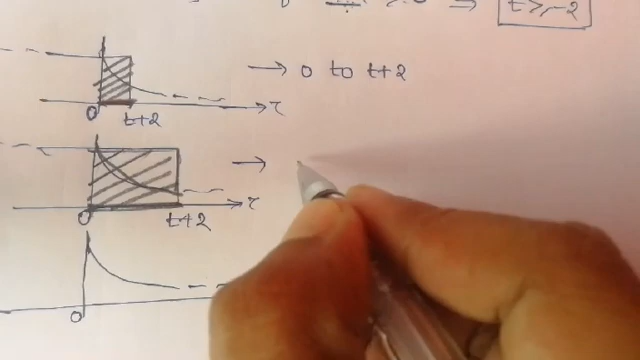 ⇒ t ≥ -2
→ 0 to t+2
0 t+2 τ
→
0 t+2 τ
0